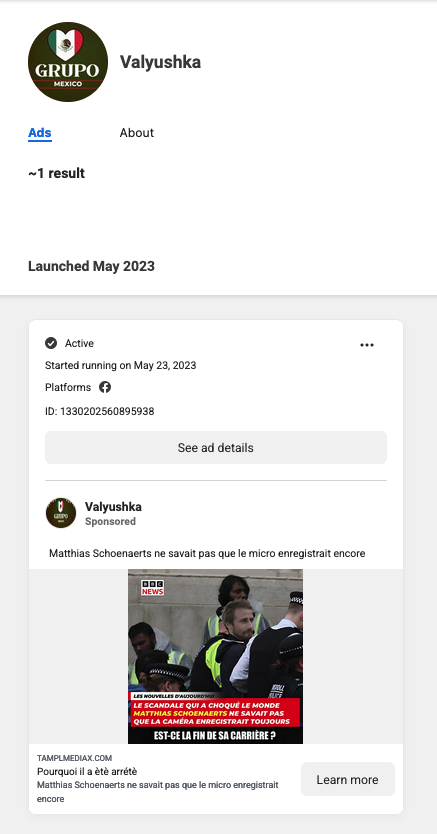 GRUPO
MEXICO
Valyushka
Ads
About
~1 result
Launched May 2023
Active
Started running on May 23, 2023
Platforms
ID: 1330202560895938
See ad details
GRUPO
Valyushka
Sponsored
Matthias Schoenaerts ne savait pas que le micro enregistrait encore
BBC
NEWS
LES NOUVELLES D'AUJOURD'HUI
LE SCANDALE QUI A CHOQUÉ LE MONDE
MATTHIAS SCHOENAERTS NE SAVAIT PAS
QUE LA CAMÉRA ENREGISTRAIT TOUJOURS
EST-CE LA FIN DE SA CARRIÈRE ?
TAMPLMEDIAX.COM
Pourquoi il a ètè arrétè
Matthias Schoenaerts ne savait pas que le micro enregistrait
encore
Learn more